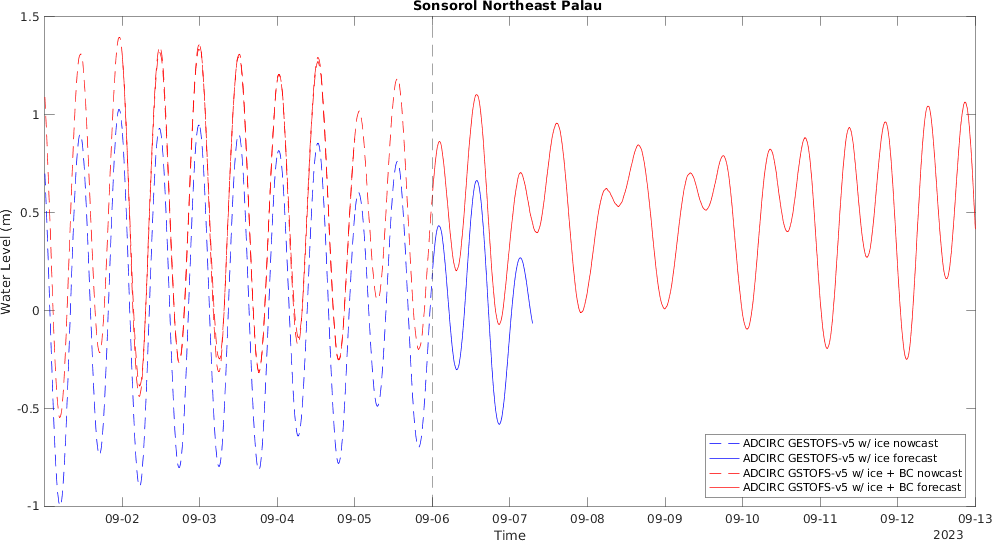 Sonsorol Northeast Palau
Water Level (m)
1.5
1
0.5
0
-0.5
-1
09-02 09-03 09-04 09-05 09-06 09-07 09-08 09-09 09-10 09-11 09-12 09-13
Time
2023
ADCIRC GESTOFS-v5 w/ ice nowcast
ADCIRC GESTOFS-v5 w/ ice forecast
ADCIRC GSTOFS-v5 w/ ice + BC nowcast
ADCIRC GSTOFS-v5 w/ ice + BC forecast